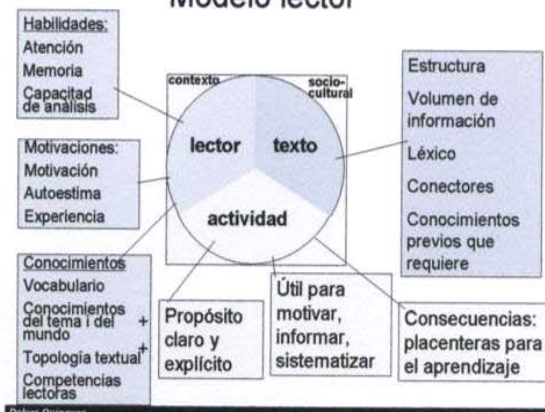 Modelo lector
Habilidades:
Atención
Memoria
Capacitad
de análisis
Motivaciones:
Motivación
Autoestima
Experiencia
Conocimientos
Vocabulario
Conocimientos
del tema i del +
mundo
+
Topología textual
Competencias
lectoras
contexto
socio-
cultural
lector
texto
actividad
Propósito
claro y
explícito
Útil para
motivar,
informar,
sistematizar
Consecuencias:
placenteras para
el aprendizaje
Estructura
Volumen de
información
Léxico
Conectores
Conocimientos
previos que
requiere